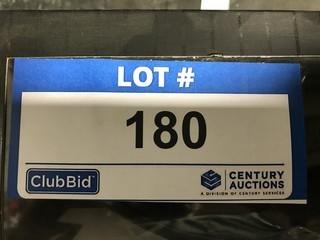 LOT #
180
ClubBid
CENTURY
AUCTIONS
A DIVISION OF CENTURY SERVICES